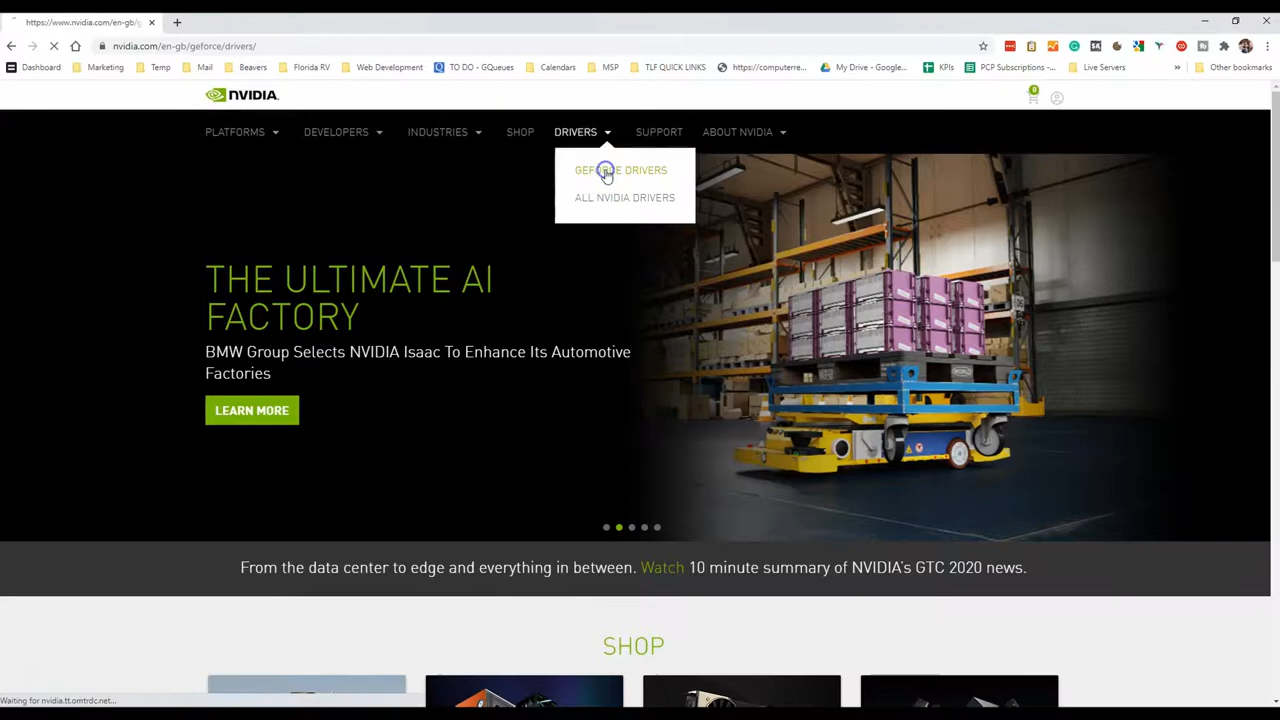 https://www.nvidia.com/en-gb/g
nvidia.com/en-gb/geforce/drivers/
Dashboard
Marketing
Temp
Mail
Beavers
Florida RV
Web Development
TO DO - GQueues
Calendars
MSP
TLF QUICK LINKS
https://computerre...
My Drive - Google...
KPIs
PCP Subscriptions -...
Live Servers
Other bookmarks
NVIDIA.
0
PLATFORMS
DEVELOPERS
INDUSTRIES
SHOP
DRIVERS
SUPPORT
ABOUT NVIDIA
GEFORCE DRIVERS
ALL NVIDIA DRIVERS
THE ULTIMATE AI
FACTORY
BMW Group Selects NVIDIA Isaac To Enhance Its Automotive
Factories
LEARN MORE
From the data center to edge and everything in between. Watch 10 minute summary of NVIDIA's GTC 2020 news.
SHOP
Waiting for nvidia.tt.omtrdc.net...